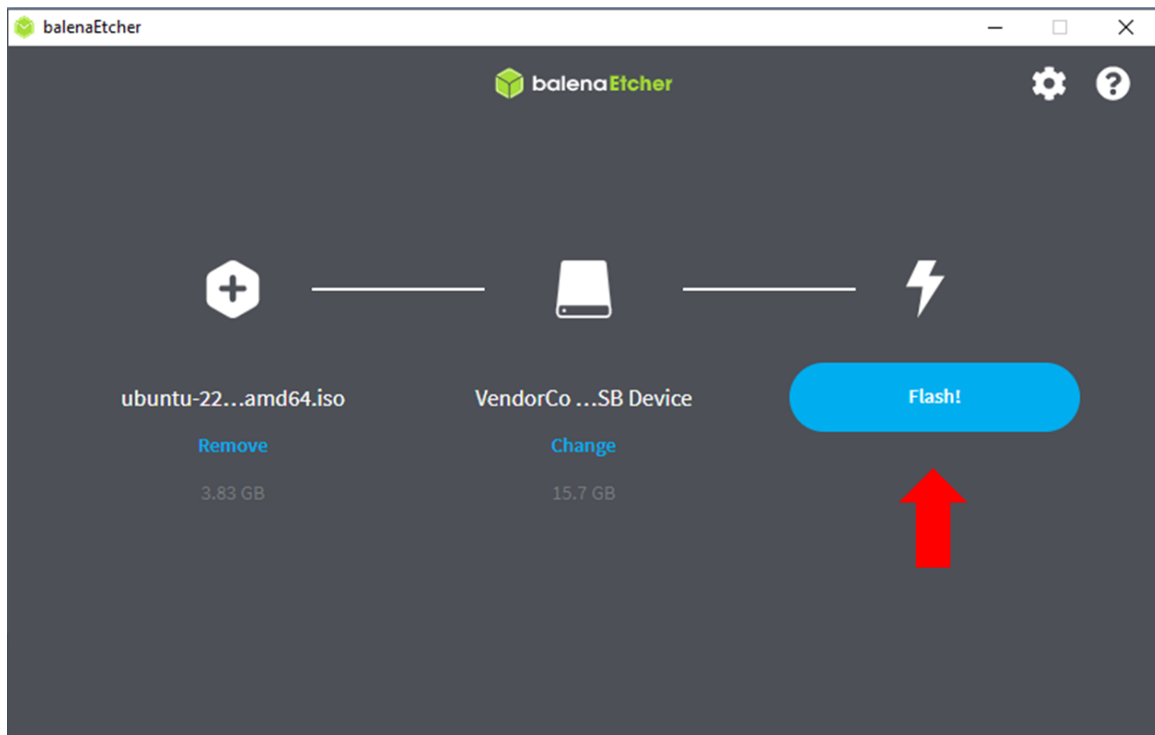 balenaEtcher
balenaEtcher
ubuntu-22...amd64.iso
VendorCo ...SB Device
Flash!
Remove
Change
3.83 GB
15.7 GB